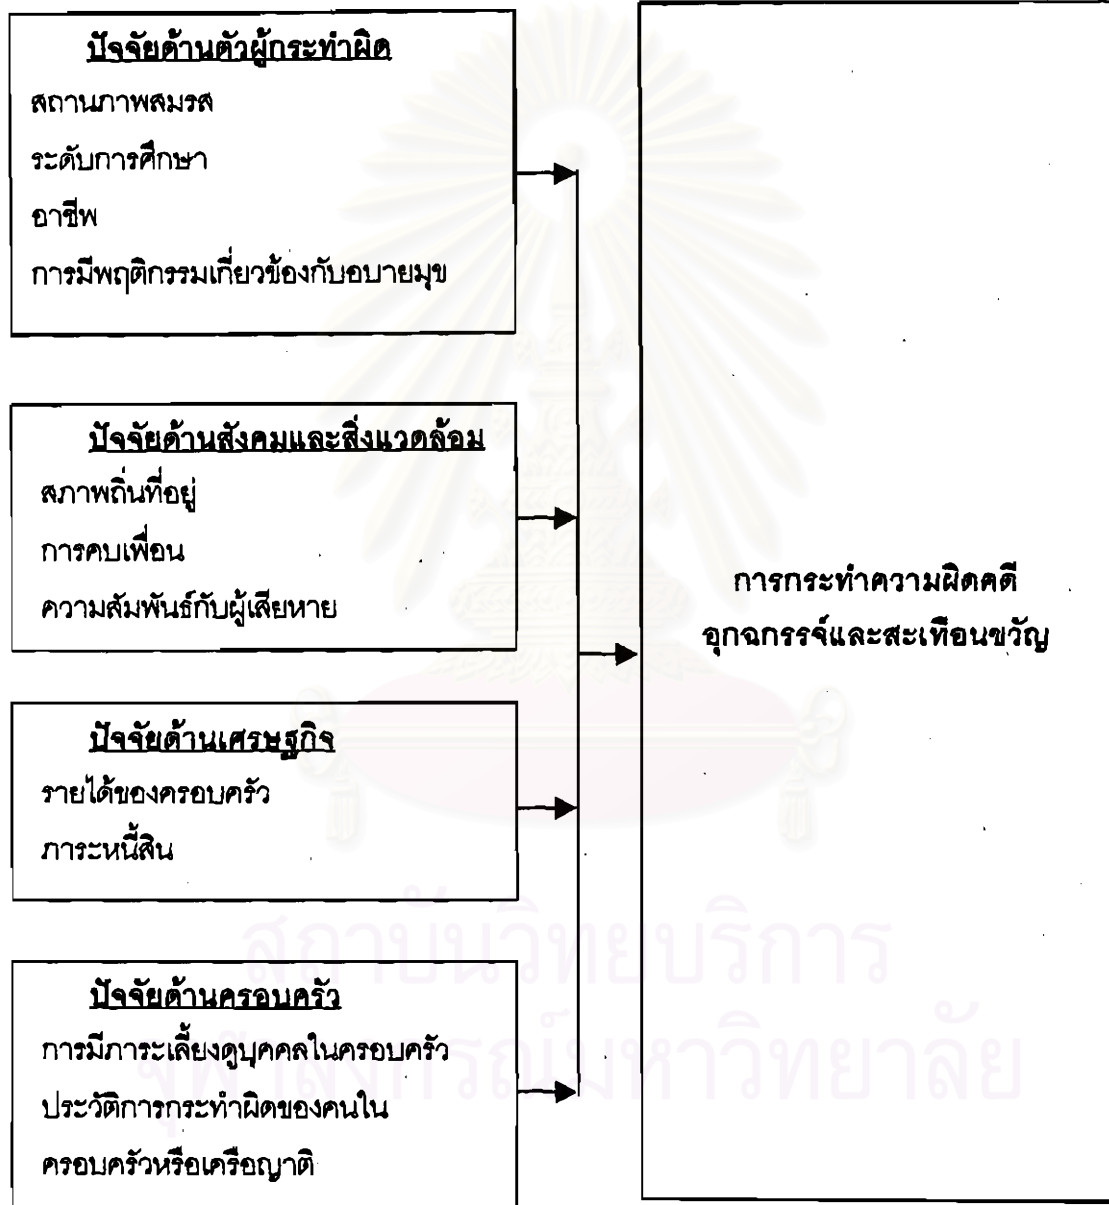 ปัจจัยด้านตัวผู้กระทำผิด
สถานภาพสมรส
ระดับการศึกษา
อาชีพ
การมีพฤติกรรมเกี่ยวข้องกับอบายมุข
ปัจจัยด้านสังคมและสิ่งแวดล้อม
สภาพถิ่นที่อยู่
การคบเพื่อน
ความสัมพันธ์กับผู้เสียหาย
ปัจจัยด้านเศรษฐกิจ
รายได้ของครอบครัว
ภาระหนี้สิน
ปัจจัยด้านครอบครัว
การมีภาระเลี้ยงดูบุคคลในครอบครัว
ประวัติการกระทำผิดของคนใน
ครอบครัวหรือเครือญาติ
การกระทำความผิดคดี
อุกฉกรรจ์และสะเทือนขวัญ
สถาบันวิทยบริการ
จุฬาลงกรณ์มหาวิทยาลัย